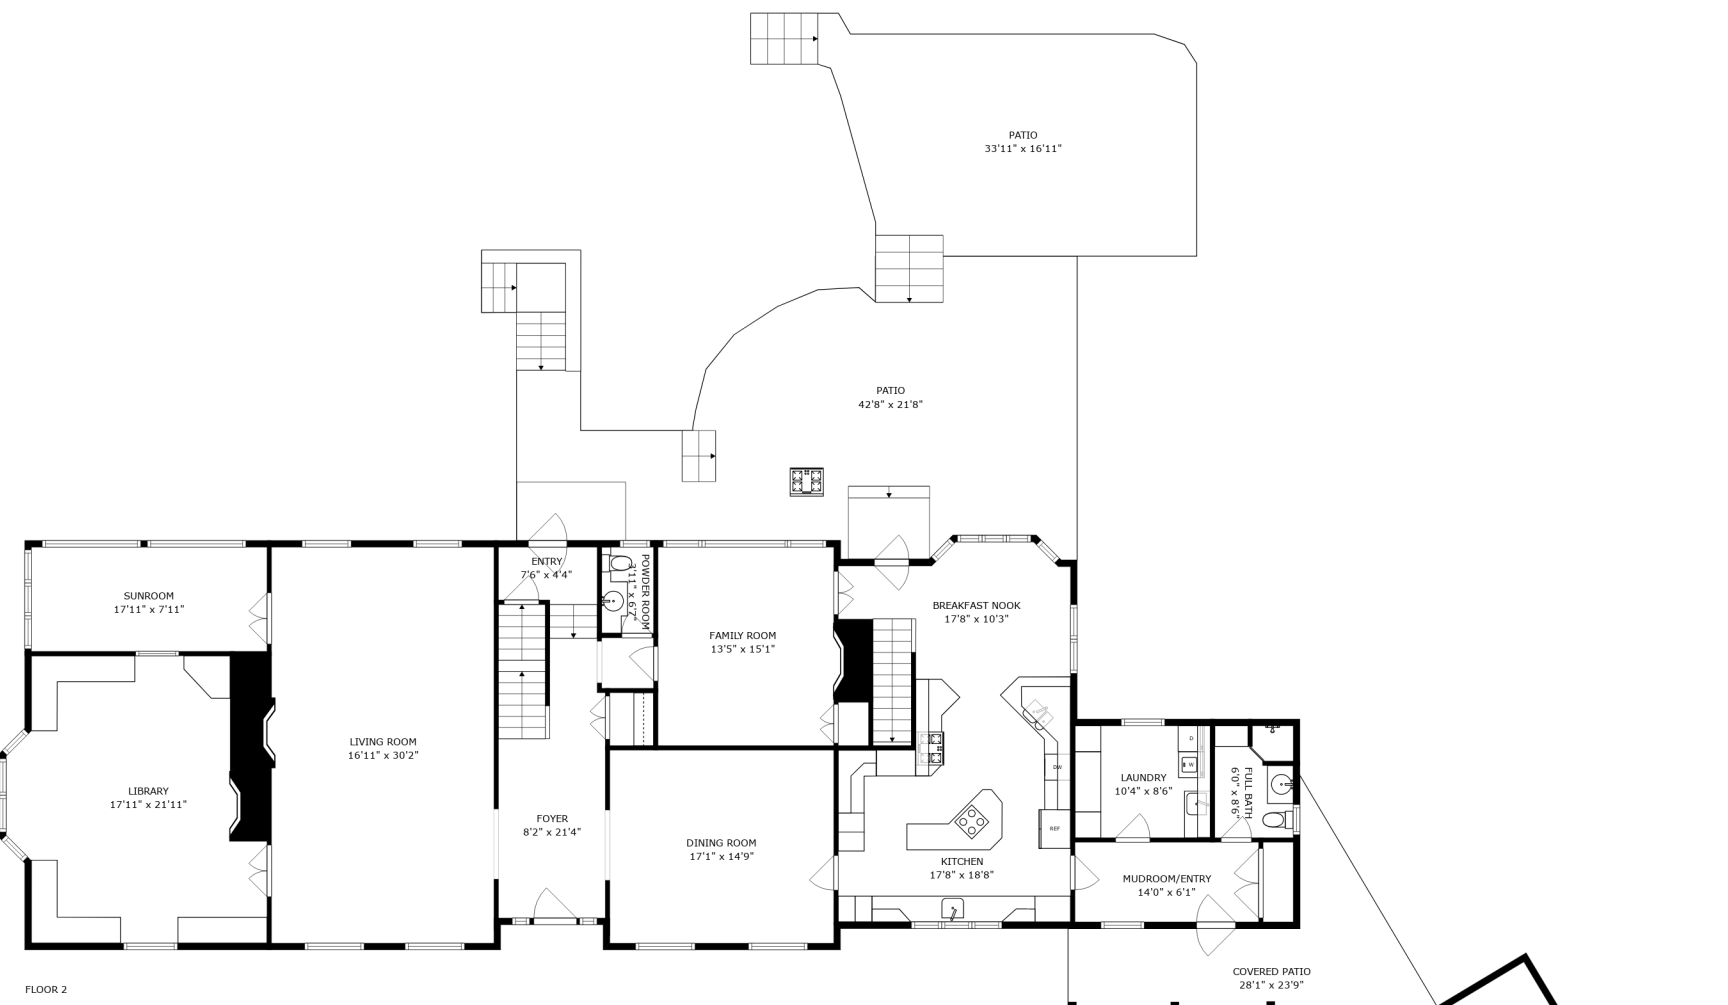 PATIO
33'11" x 16'11"
PATIO
42'8" x 21'8"
ENTRY
7'6" x 4'4"
POWDER ROOM
3'11" x 6'7"
SUNROOM
17'11" x 7'11"
BREAKFAST NOOK
17'8" x 10'3"
FAMILY ROOM
13'5" x 15'1"
LIVING ROOM
16'11" x 30'2"
D
W
DW
LAUNDRY
10'4" x 8'6"
FULL BATH
6'0" x 8'6"
LIBRARY
17'11" x 21'11"
FOYER
8'2" x 21'4"
REF
DINING ROOM
17'1" x 14'9"
KITCHEN
17'8" x 18'8"
MUDROOM/ENTRY
14'0" x 6'1"
COVERED PATIO
28'1" x 23'9"
FLOOR 2